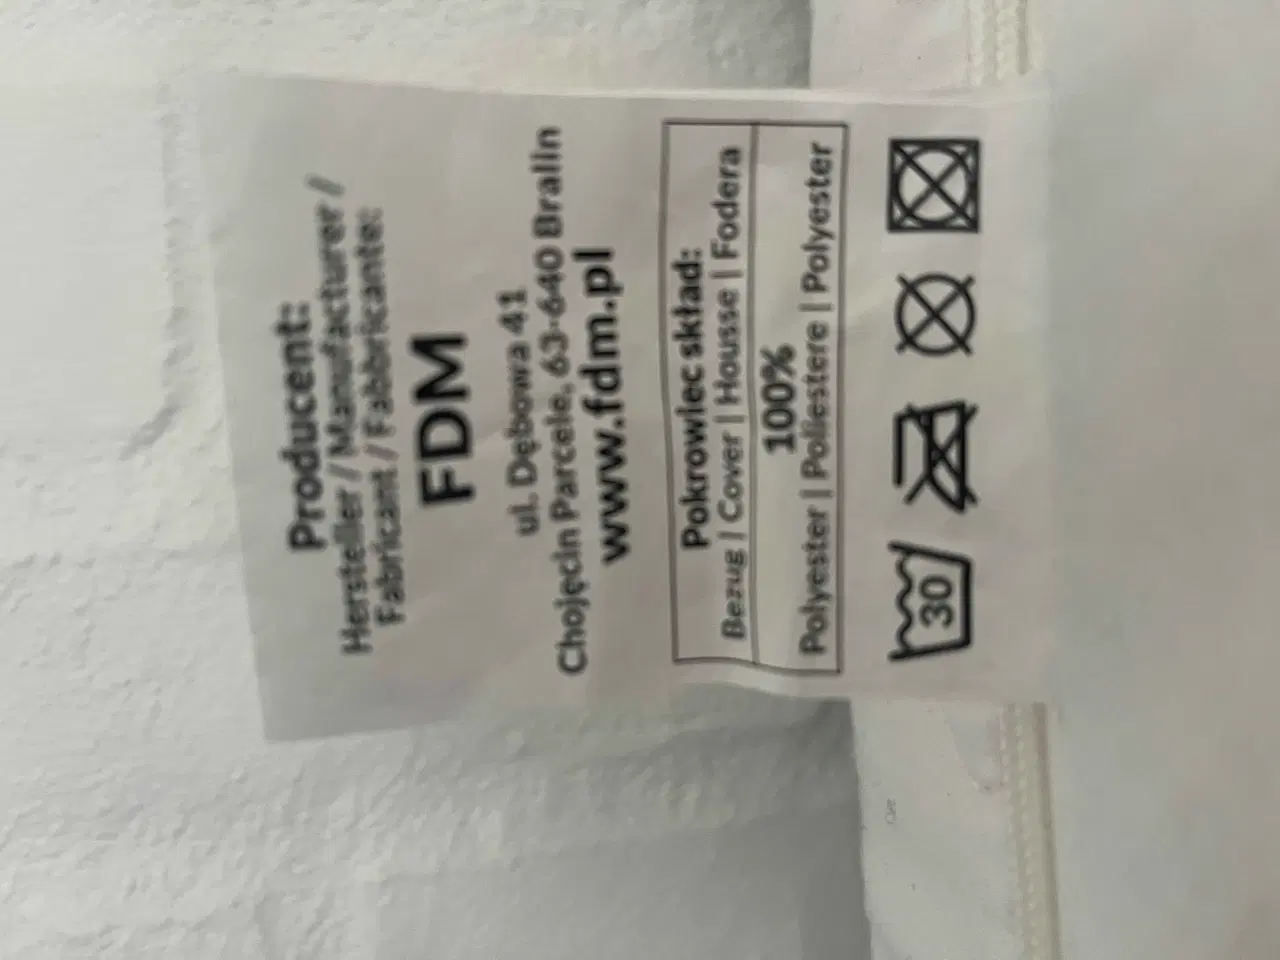 Producent:
Hersteller / Manufacturer /
Fabricant / Fabbricante:
FDM
ul. Dębowa 41
Chojęcin Parcele, 63-640 Bralin
www.fdm.pl
Pokrowiec skład:
Bezug | Cover | Housse | Fodera
100%
Polyester | Poliestere | Polyester
30